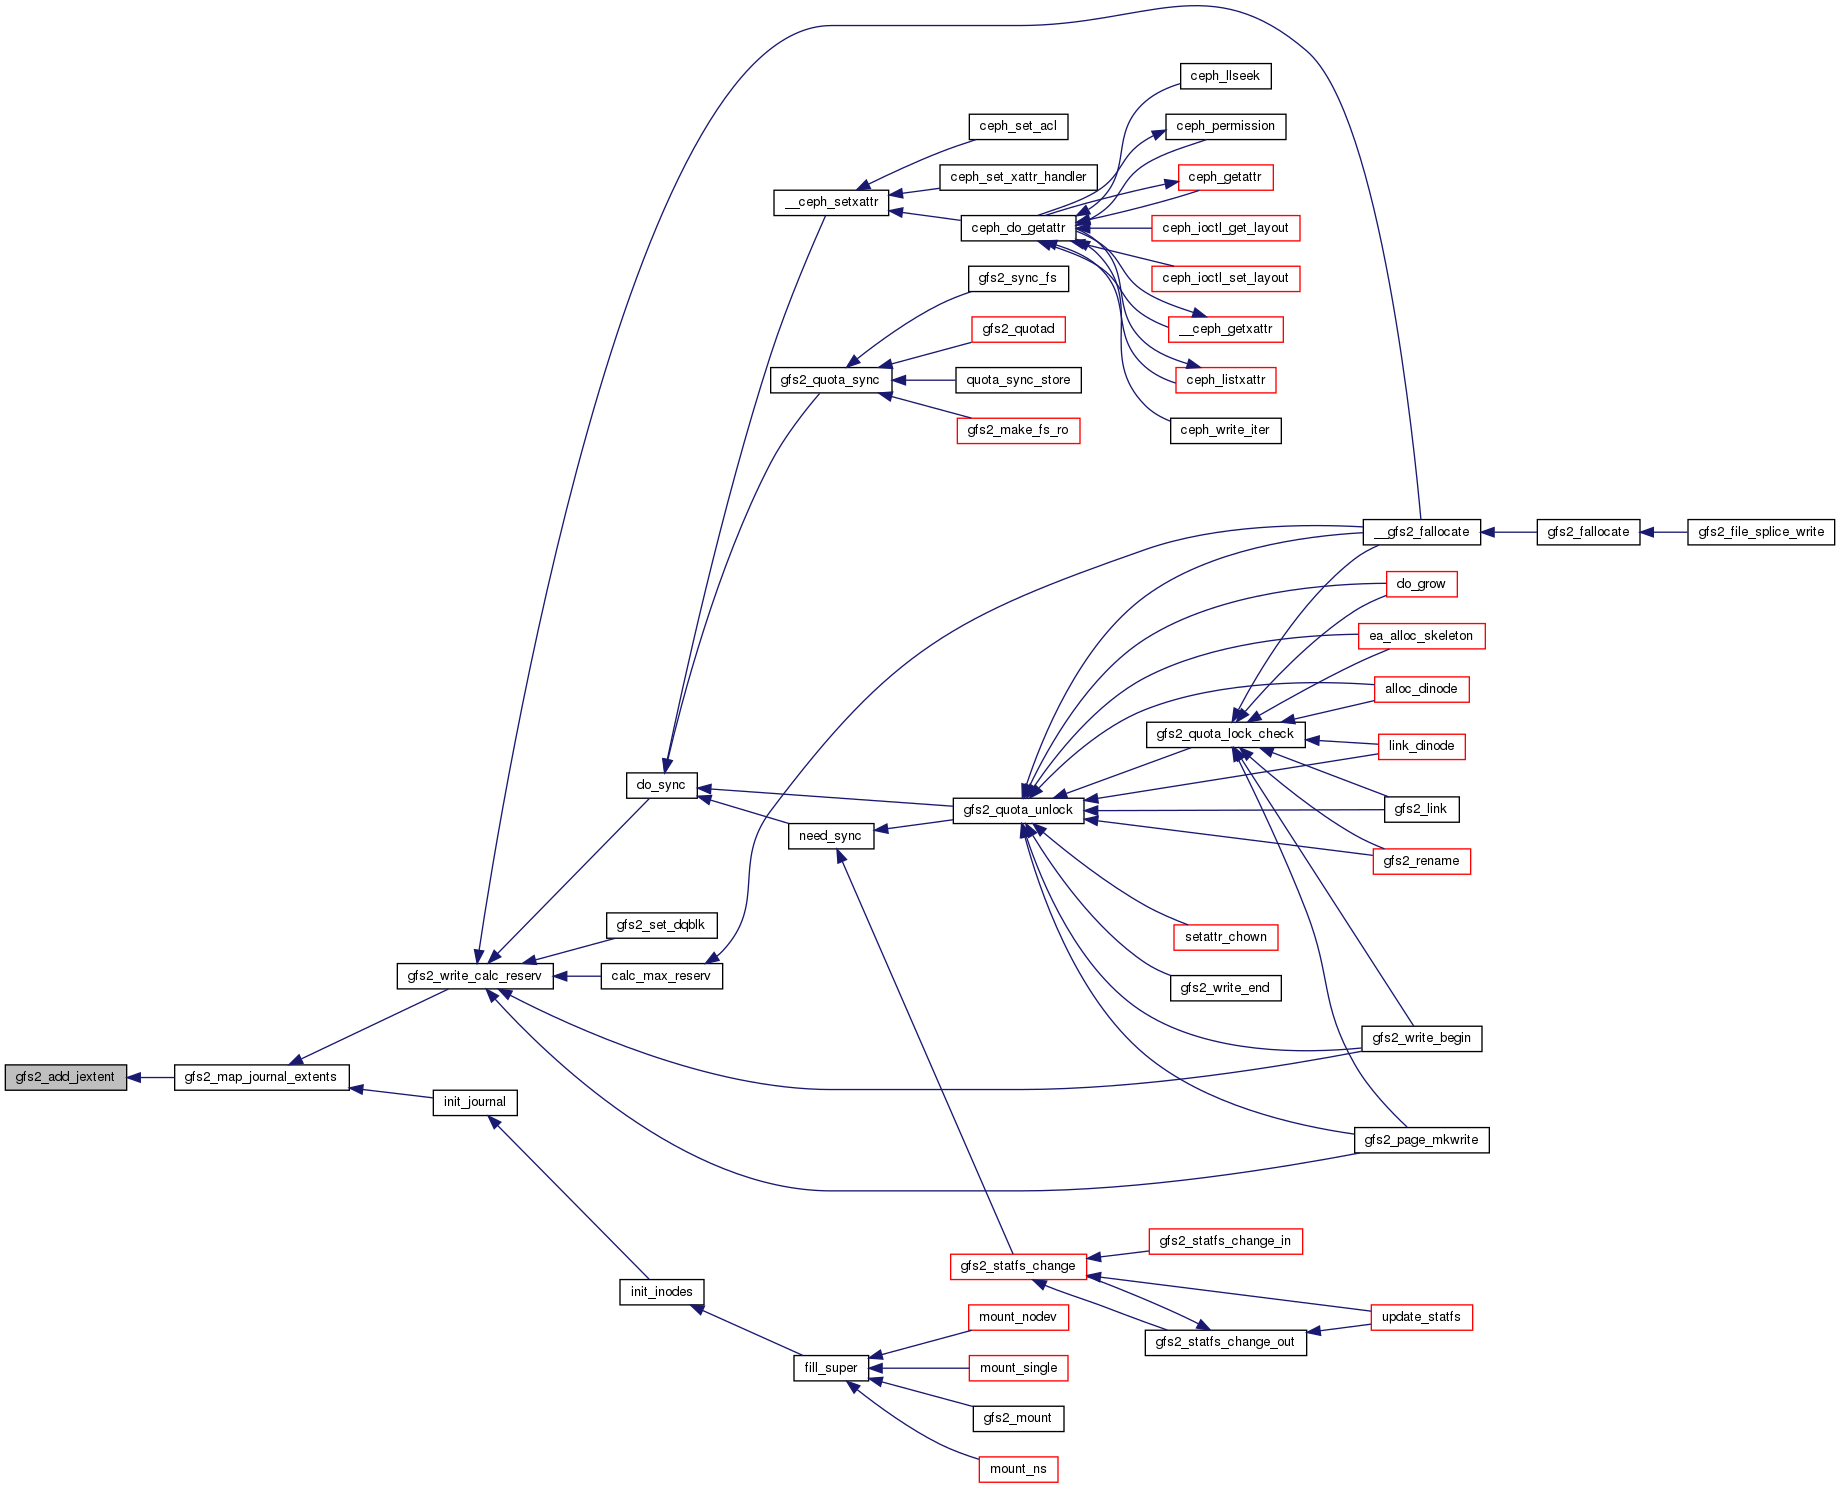 ceph_llseek
ceph_set_acl
ceph_permission
ceph_set_xattr_handler
ceph_getattr
__ceph_setxattr
ceph_do_getattr
ceph_ioctl_get_layout
gfs2_sync_fs
ceph_ioctl_set_layout
gfs2_quotad
__ceph_getxattr
gfs2_quota_sync
quota_sync_store
ceph_listxattr
gfs2_make_fs_ro
ceph_write_iter
__gfs2_fallocate
gfs2_fallocate
gfs2_file_splice_write
do_grow
ea_alloc_skeleton
alloc_dinode
gfs2_quota_lock_check
link_dinode
do_sync
gfs2_quota_unlock
gfs2_link
need_sync
gfs2_rename
gfs2_set_dqblk
setattr_chown
gfs2_write_calc_reserv
calc_max_reserv
gfs2_write_end
gfs2_write_begin
gfs2_add_jextent
gfs2_map_journal_extents
init_journal
gfs2_page_mkwrite
gfs2_statfs_change_in
gfs2_statfs_change
init_inodes
mount_nodev
update_statfs
gfs2_statfs_change_out
fill_super
mount_single
gfs2_mount
mount_ns